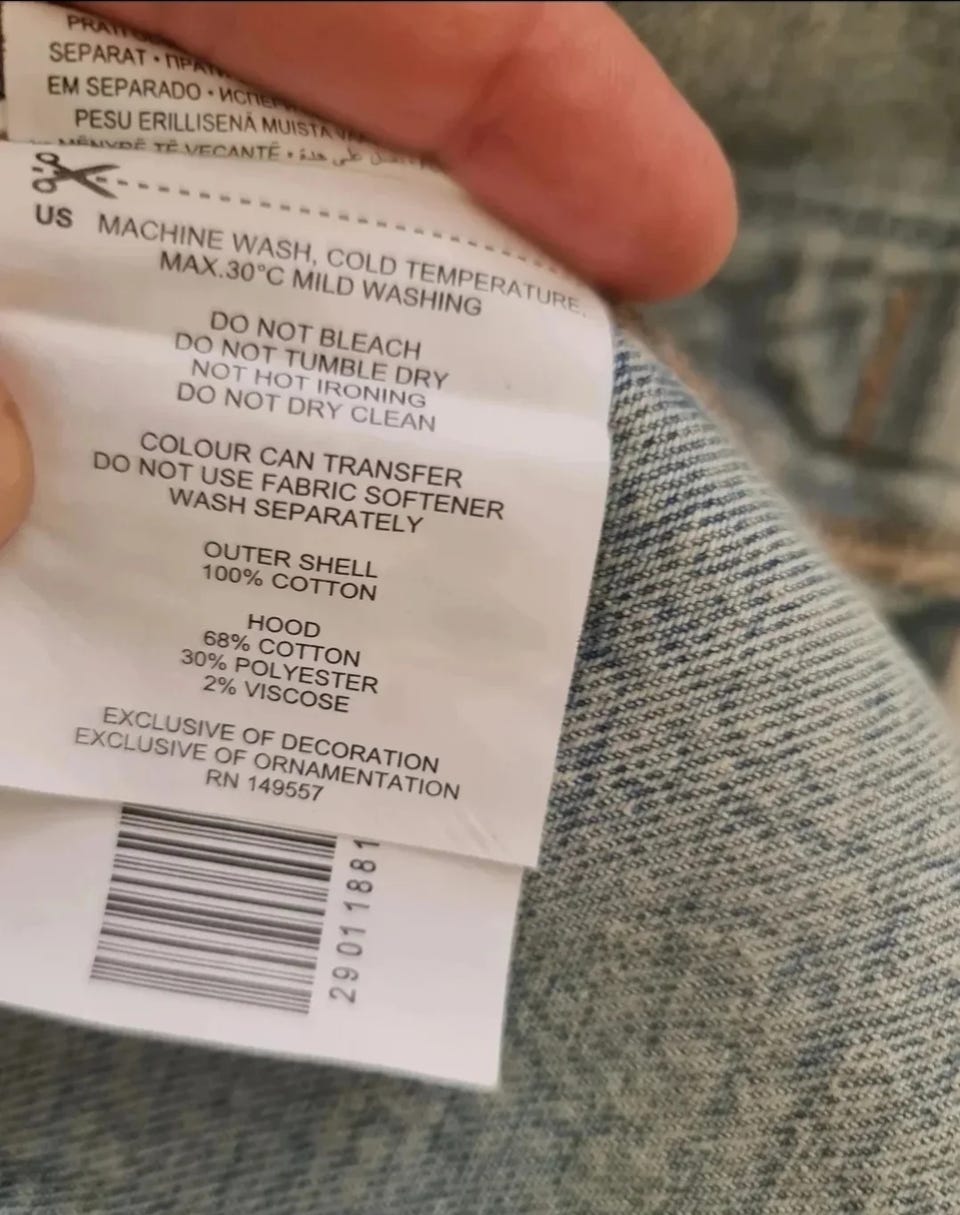 SEPARAT •
EM SEPARADO •
PESU ERILLISENÄ MUISTA
MËNYRË TË VECANTË •
US MACHINE WASH, COLD TEMPERATURE,
MAX.30°C MILD WASHING
DO NOT BLEACH
DO NOT TUMBLE DRY
NOT HOT IRONING
DO NOT DRY CLEAN
COLOUR CAN TRANSFER
DO NOT USE FABRIC SOFTENER
WASH SEPARATELY
OUTER SHELL
100% COTTON
HOOD
68% COTTON
30% POLYESTER
2% VISCOSE
EXCLUSIVE OF DECORATION
EXCLUSIVE OF ORNAMENTATION
RN 149557
29011881